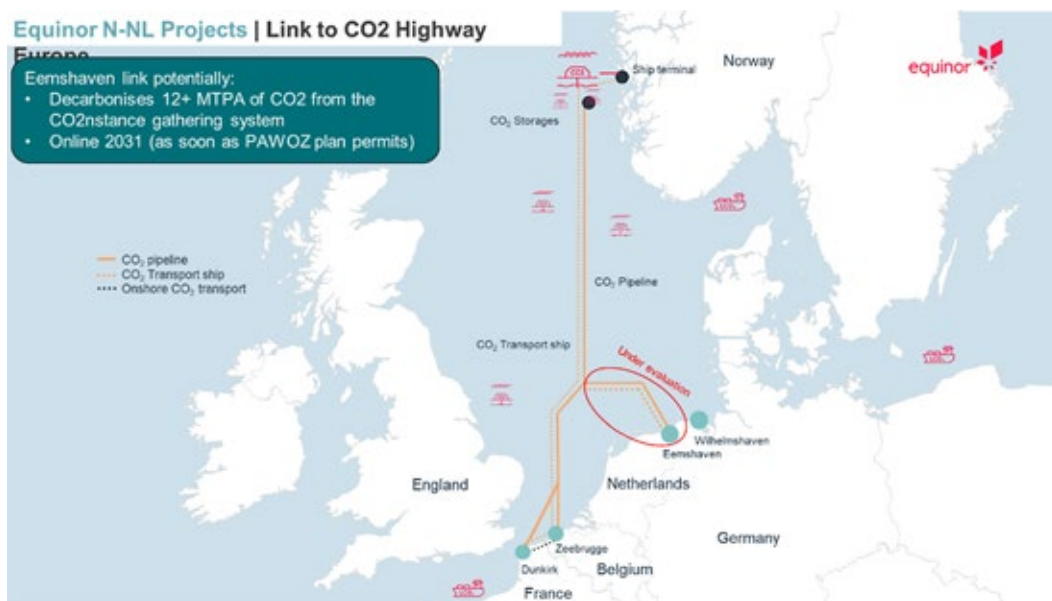 Equinor N-NL Projects | Link to CO2 Highway
Europe
Eemshaven link potentially:
• Decarbonises 12+ MTPA of CO2 from the
CO2nstance gathering system
• Online 2031 (as soon as PAWOZ plan permits)
Ship terminal
Norway
equinor
CO₂ Storages
CO₂ pipeline
CO₂ Transport ship
Onshore CO₂ transport
CO₂ Pipeline
CO₂ Transport ship
Under evaluation
Wilhelmshaven
Eemshaven
England
Netherlands
Germany
Zeebrugge
Dunkirk
Belgium
France